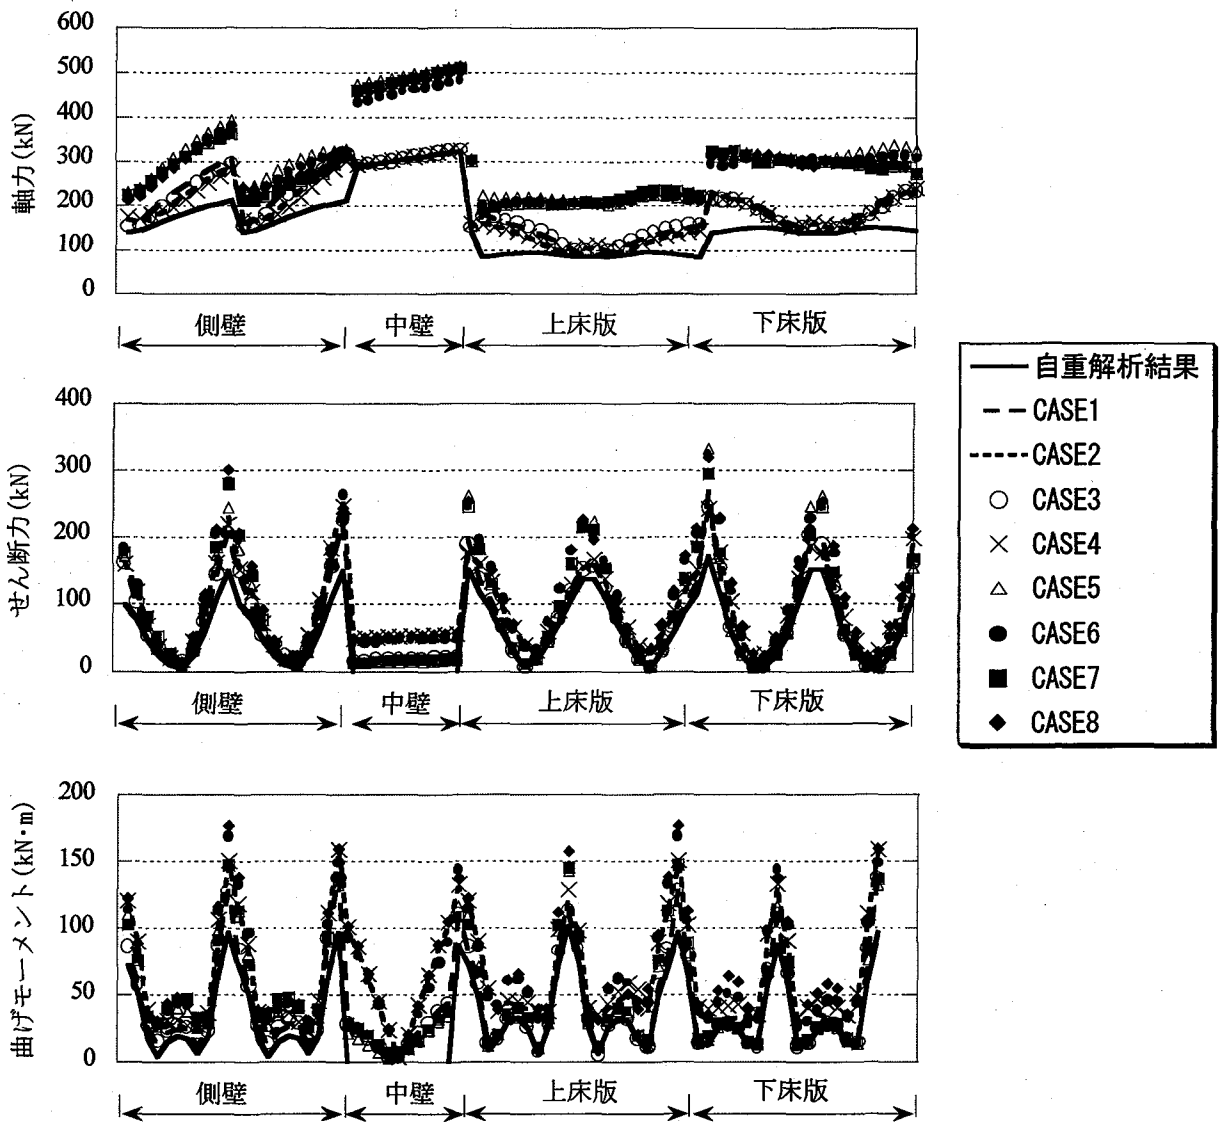 600
500
400
300
200
100
0
軸力(kN)
側壁
中壁
上床版
下床版
400
300
200
100
0
せん断力(kN)
側壁
中壁
上床版
下床版
200
150
100
50
0
曲げモーメント(kN・m)
側壁
中壁
上床版
下床版
自重解析結果
CASE1
CASE2
CASE3
CASE4
CASE5
CASE6
CASE7
CASE8